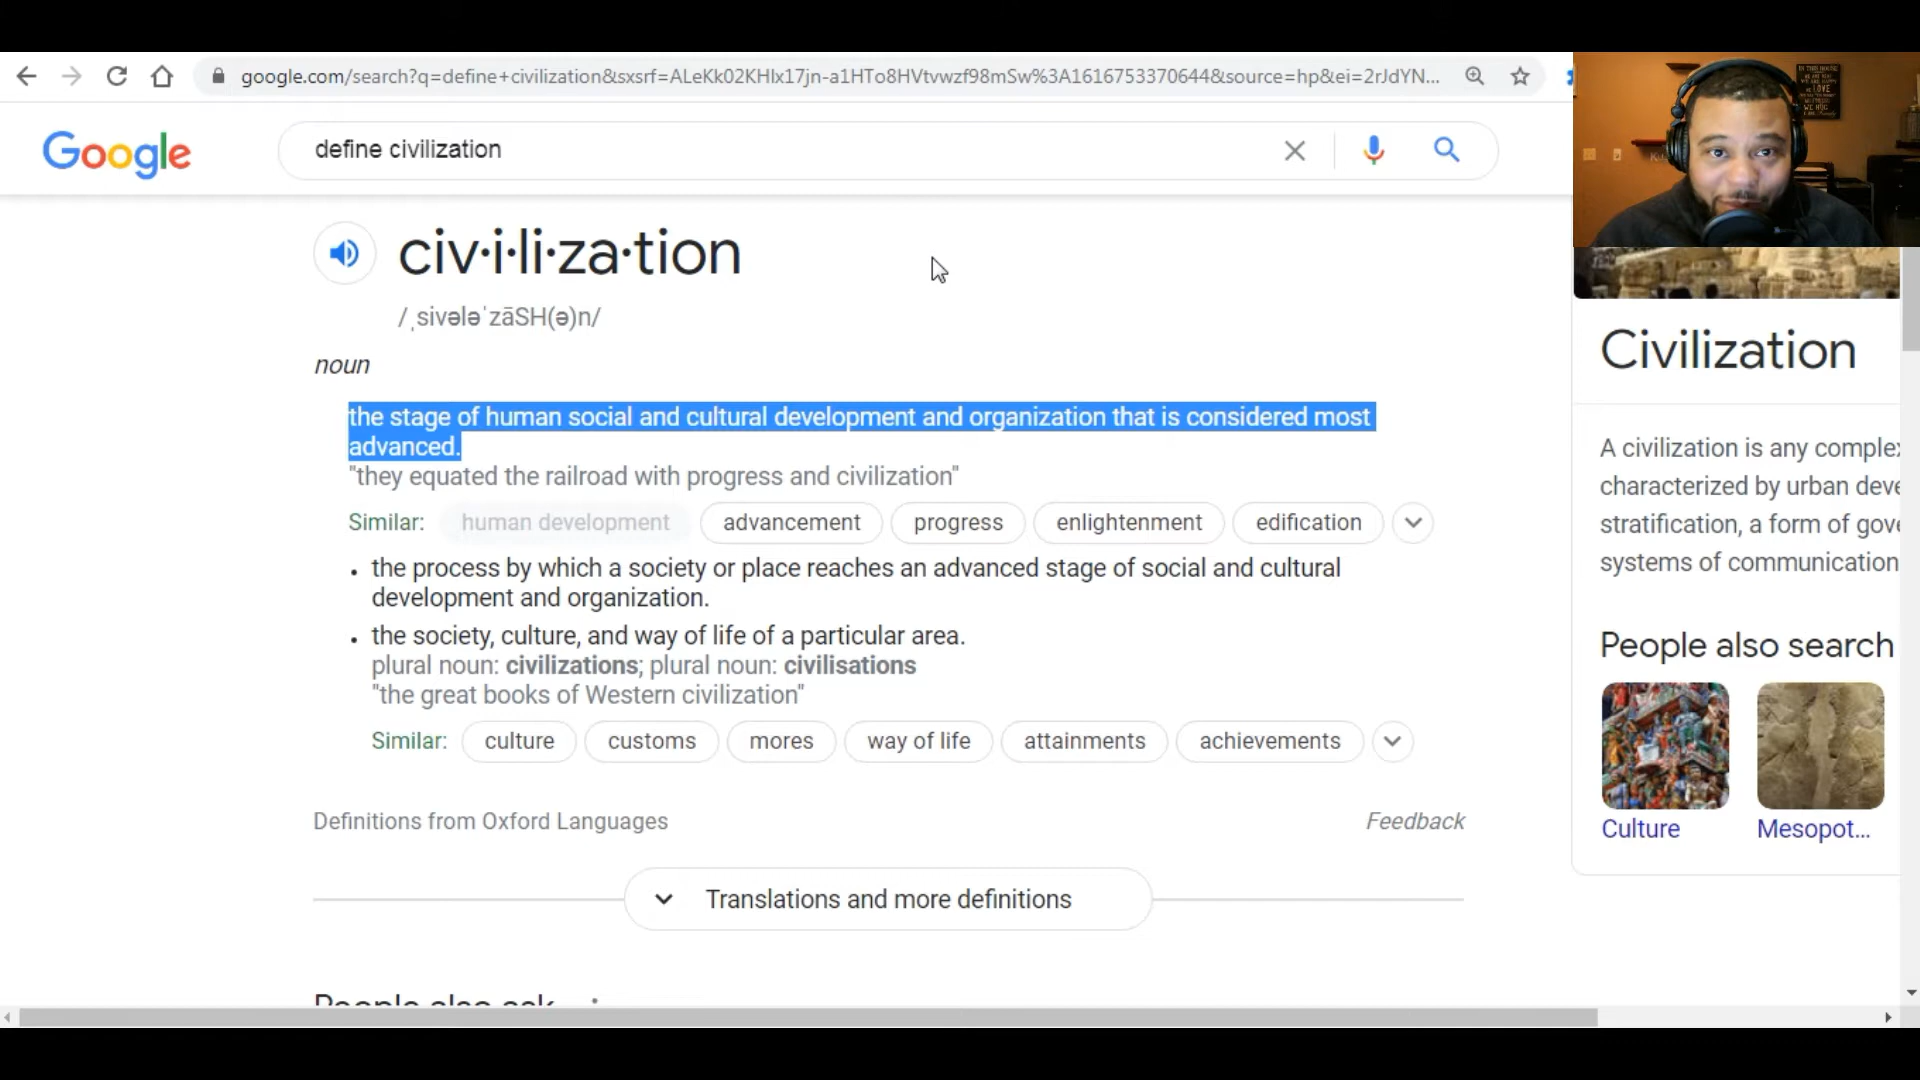 google.com/search?q=define+civilization&sxsrf=ALeKk02KHIx17jn-a1HTo8HVtvwzf98mSw%3A1616753370644&source=hp&ei=2rJdYN...
Google
define civilization
civ·i·li·za·tion
/ˌsivələˈzāSH(ə)n/
noun
the stage of human social and cultural development and organization that is considered most
advanced.
"they equated the railroad with progress and civilization"
Similar: human development advancement progress enlightenment edification
• the process by which a society or place reaches an advanced stage of social and cultural
development and organization.
• the society, culture, and way of life of a particular area.
plural noun: civilizations; plural noun: civilisations
"the great books of Western civilization"
Similar: culture customs mores way of life attainments achievements
Definitions from Oxford Languages Feedback
Translations and more definitions
People also ask
Civilization
A civilization is any comple
characterized by urban deve
stratification, a form of gov
systems of communication
People also search
Culture Mesopot...
LOVE